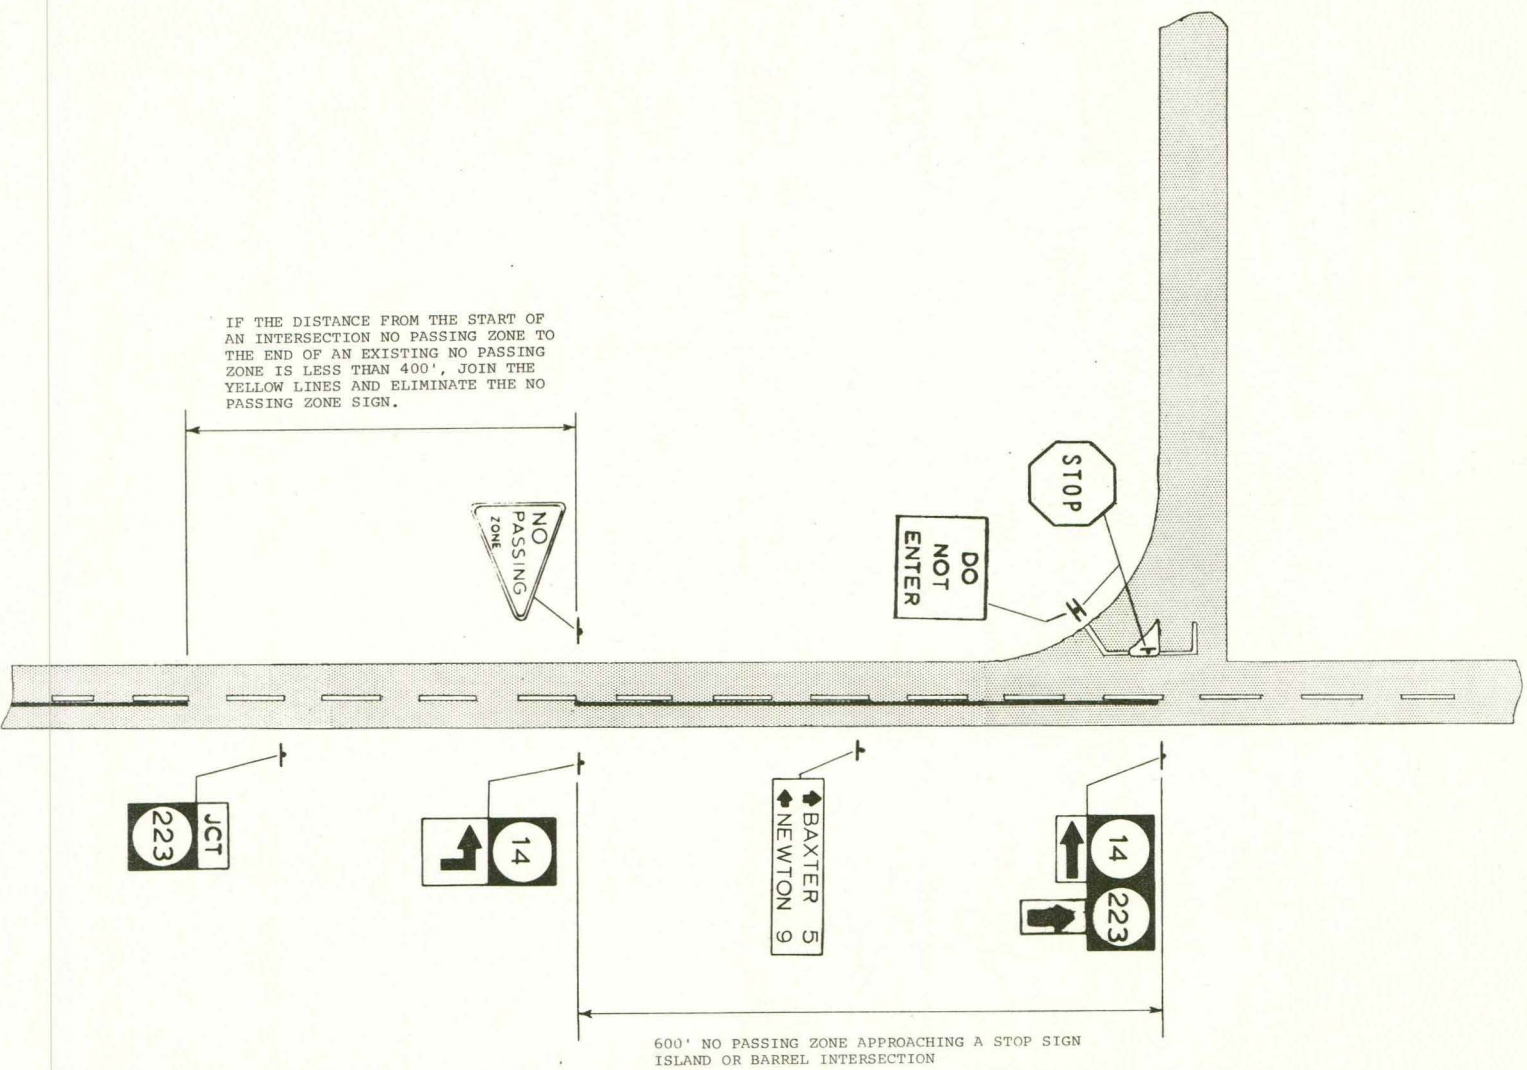 IF THE DISTANCE FROM THE START OF
AN INTERSECTION NO PASSING ZONE TO
THE END OF AN EXISTING NO PASSING
ZONE IS LESS THAN 400', JOIN THE
YELLOW LINES AND ELIMINATE THE NO
PASSING ZONE SIGN.
NO
PASSING
ZONE
STOP
DO
NOT
ENTER
JCT
223
14
BAXTER 5
NEWTON 9
14
223
600' NO PASSING ZONE APPROACHING A STOP SIGN
ISLAND OR BARREL INTERSECTION